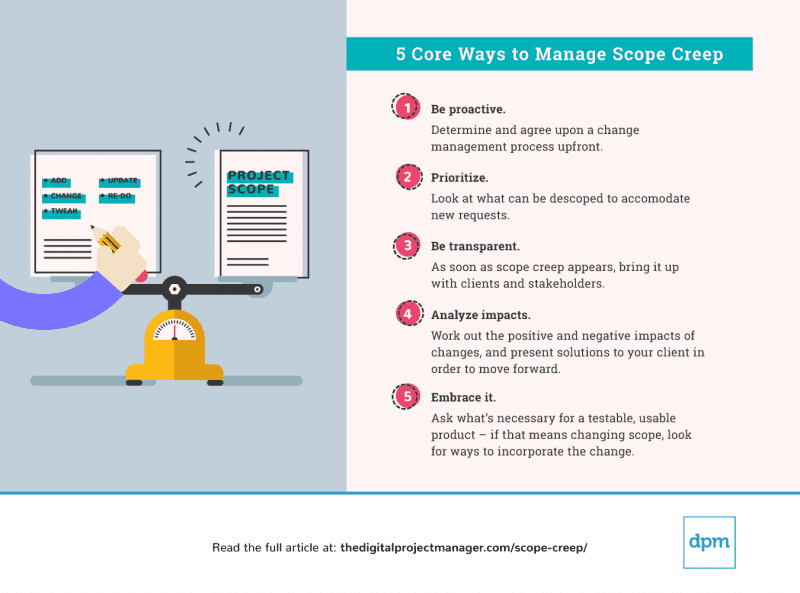 5 Core Ways to Manage Scope Creep
ADD
UPDATE
CHANGE
RE-DO
TWEAK
PROJECT
SCOPE
1
Be proactive.
Determine and agree upon a change
management process upfront.
2
Prioritize.
Look at what can be descoped to accomodate
new requests.
3
Be transparent.
As soon as scope creep appears, bring it up
with clients and stakeholders.
4
Analyze impacts.
Work out the positive and negative impacts of
changes, and present solutions to your client in
order to move forward.
5
Embrace it.
Ask what's necessary for a testable, usable
product – if that means changing scope, look
for ways to incorporate the change.
Read the full article at: thedigitalprojectmanager.com/scope-creep/
dpm